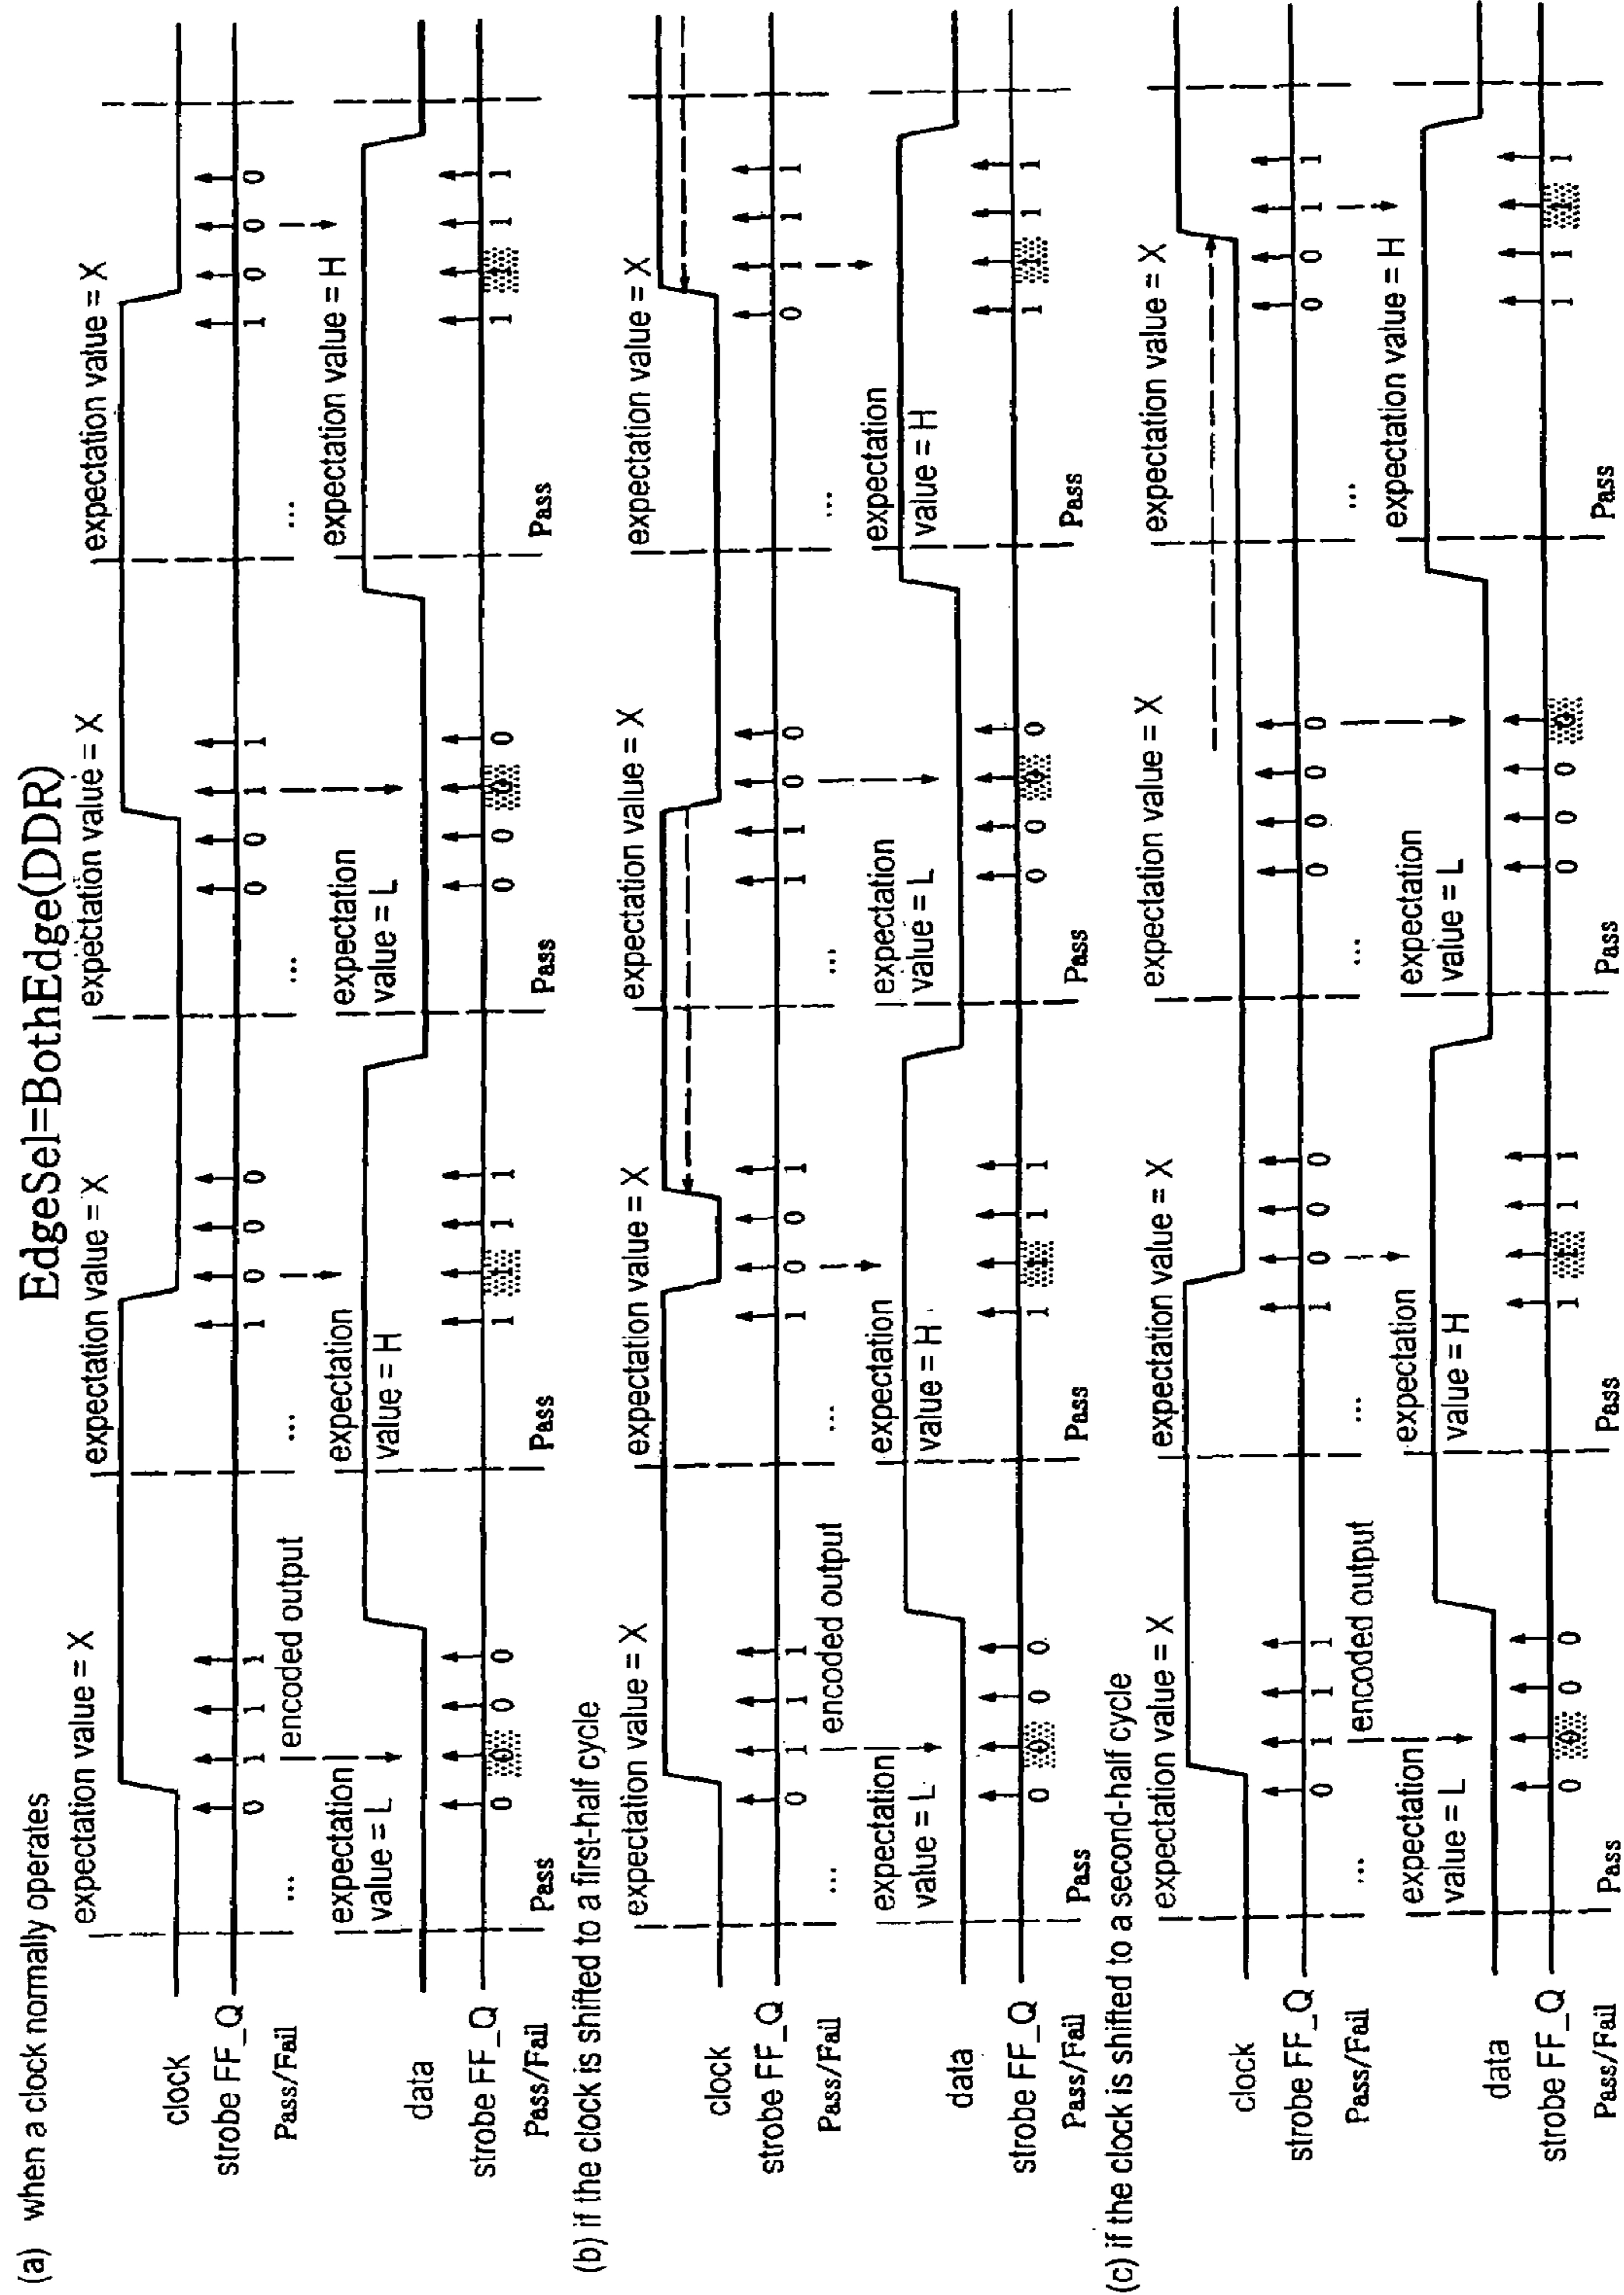 EdgeSel=BothEdge(DDR)
(a) when a clock normally operates
expectation value = X expectation value = X expectation value = X expectation value = X
clock
strobe FF_Q 0 1 1 1 1 0 0 0 0 0 1 1 1 0 0 0
Pass/Fail ... encoded output ... ... ...
expectation value = H
expectation expectation expectation
value = L value = H value = L
data
strobe FF_Q 0 0 0 0 1 1 1 1 0 0 0 0 1 1 1 1
Pass/Fail Pass Pass Pass Pass
(b) if the clock is shifted to a first-half cycle
expectation value = X expectation value = X expectation value = X expectation value = X
clock
strobe FF_Q 0 1 1 1 1 0 0 1 1 1 0 0 0 1 1 1
Pass/Fail ... encoded output ... ... ...
expectation expectation expectation expectation
value = L value = H value = L value = H
data
strobe FF_Q 0 0 0 0 1 1 1 1 0 0 0 0 1 1 1 1
Pass/Fail Pass Pass Pass Pass
(c) if the clock is shifted to a second-half cycle
expectation value = X expectation value = X expectation value = X expectation value = X
clock
strobe FF_Q 0 1 1 1 1 0 0 0 0 0 0 0 0 0 1 1
Pass/Fail ... encoded output ... ... ...
expectation value = H
expectation expectation expectation
value = L value = H value = L
data
strobe FF_Q 0 0 0 0 1 1 1 1 0 0 0 0 1 1 1 1
Pass/Fail Pass Pass Pass Pass